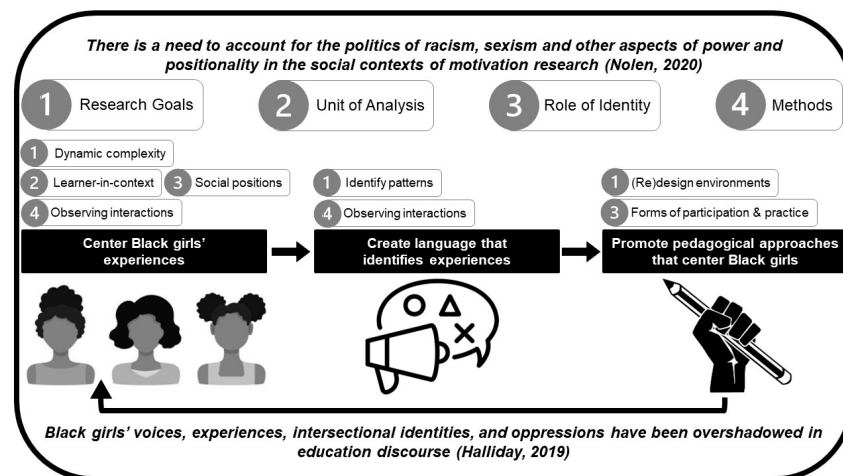 There is a need to account for the politics of racism, sexism and other aspects of power and
positionality in the social contexts of motivation research (Nolen, 2020)
1 Research Goals
2 Unit of Analysis
3 Role of Identity
4 Methods
1 Dynamic complexity
2 Learner-in-context
3 Social positions
4 Observing interactions
Center Black girls'
experiences
1 Identify patterns
4 Observing interactions
Create language that
identifies experiences
1 (Re)design environments
3 Forms of participation & practice
Promote pedagogical approaches
that center Black girls
Black girls' voices, experiences, intersectional identities, and oppressions have been overshadowed in
education discourse (Halliday, 2019)